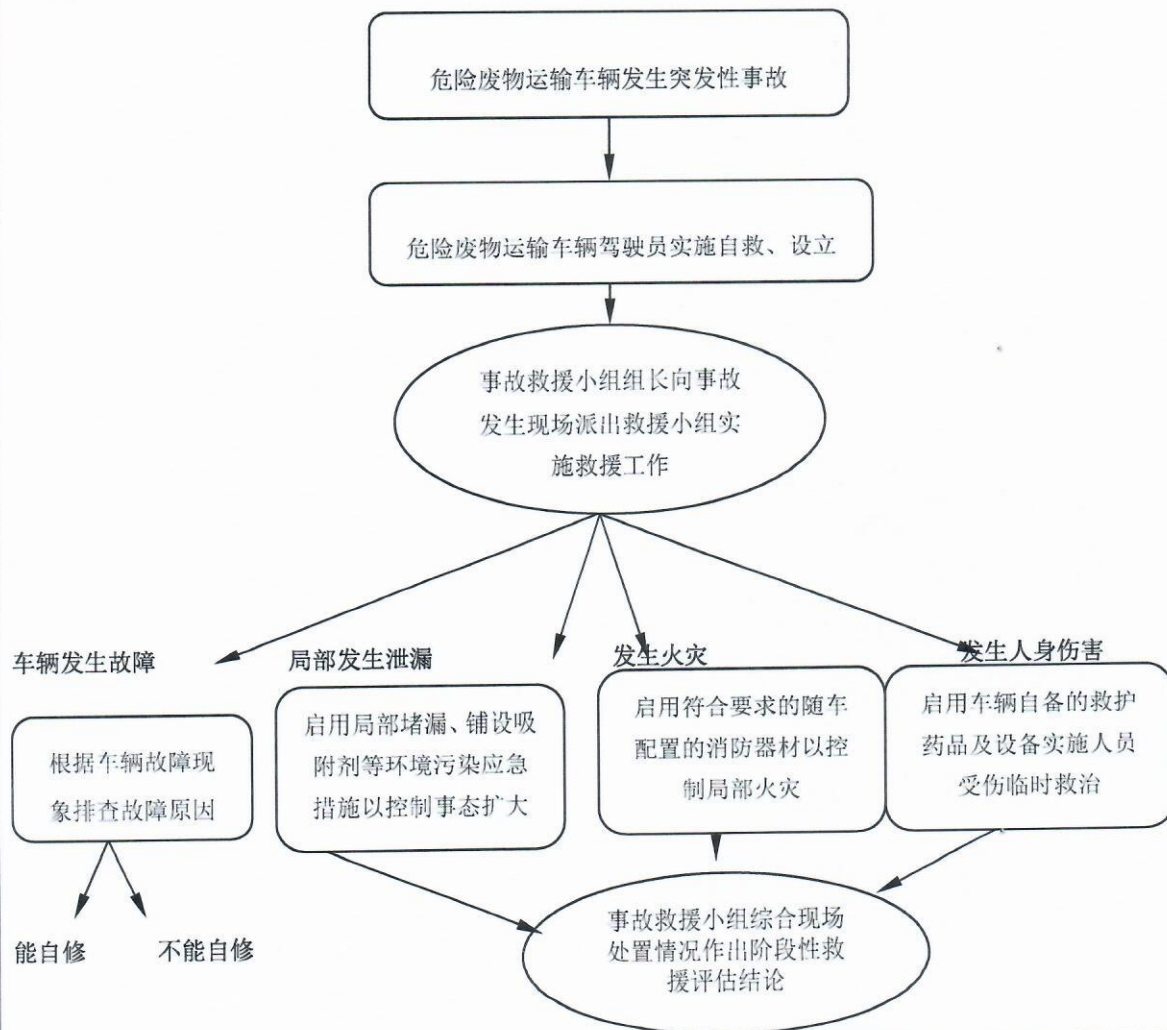 危险废物运输车辆发生突发性事故
危险废物运输车辆驾驶员实施自救、设立
事故救援小组组长向事故
发生现场派出救援小组实
施救援工作
车辆发生故障
局部发生泄漏
发生火灾
发生人身伤害
根据车辆故障现
象排查故障原因
启用局部堵漏、铺设吸
附剂等环境污染应急
措施以控制事态扩大
启用符合要求的随车
配置的消防器材以控
制局部火灾
启用车辆自备的救护
药品及设备实施人员
受伤临时救治
能自修
不能自修
事故救援小组综合现场
处置情况作出阶段性救
援评估结论